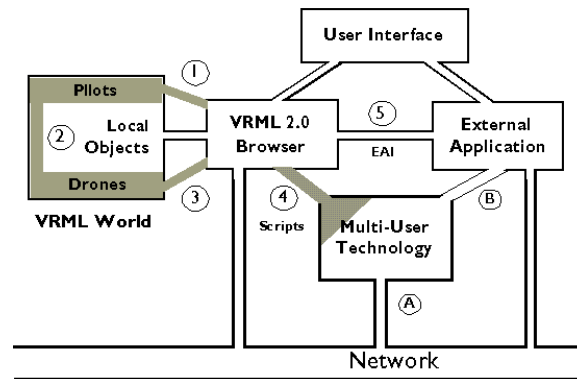 User Interface
1
Pilots
5
2
Local
Objects
VRML 2.0
Browser
External
Application
EAI
Drones
3
4
B
VRML World
Scripts
Multi-User
Technology
A
Network